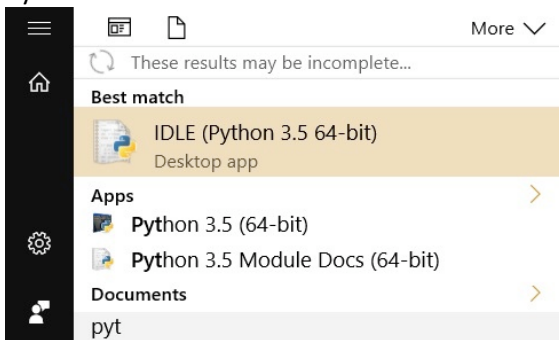 More
These results may be incomplete...
Best match
IDLE (Python 3.5 64-bit)
Desktop app
Apps
Python 3.5 (64-bit)
Python 3.5 Module Docs (64-bit)
Documents
pyt